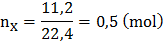 n_X = 11,2 / 22,4 = 0,5 (mol)